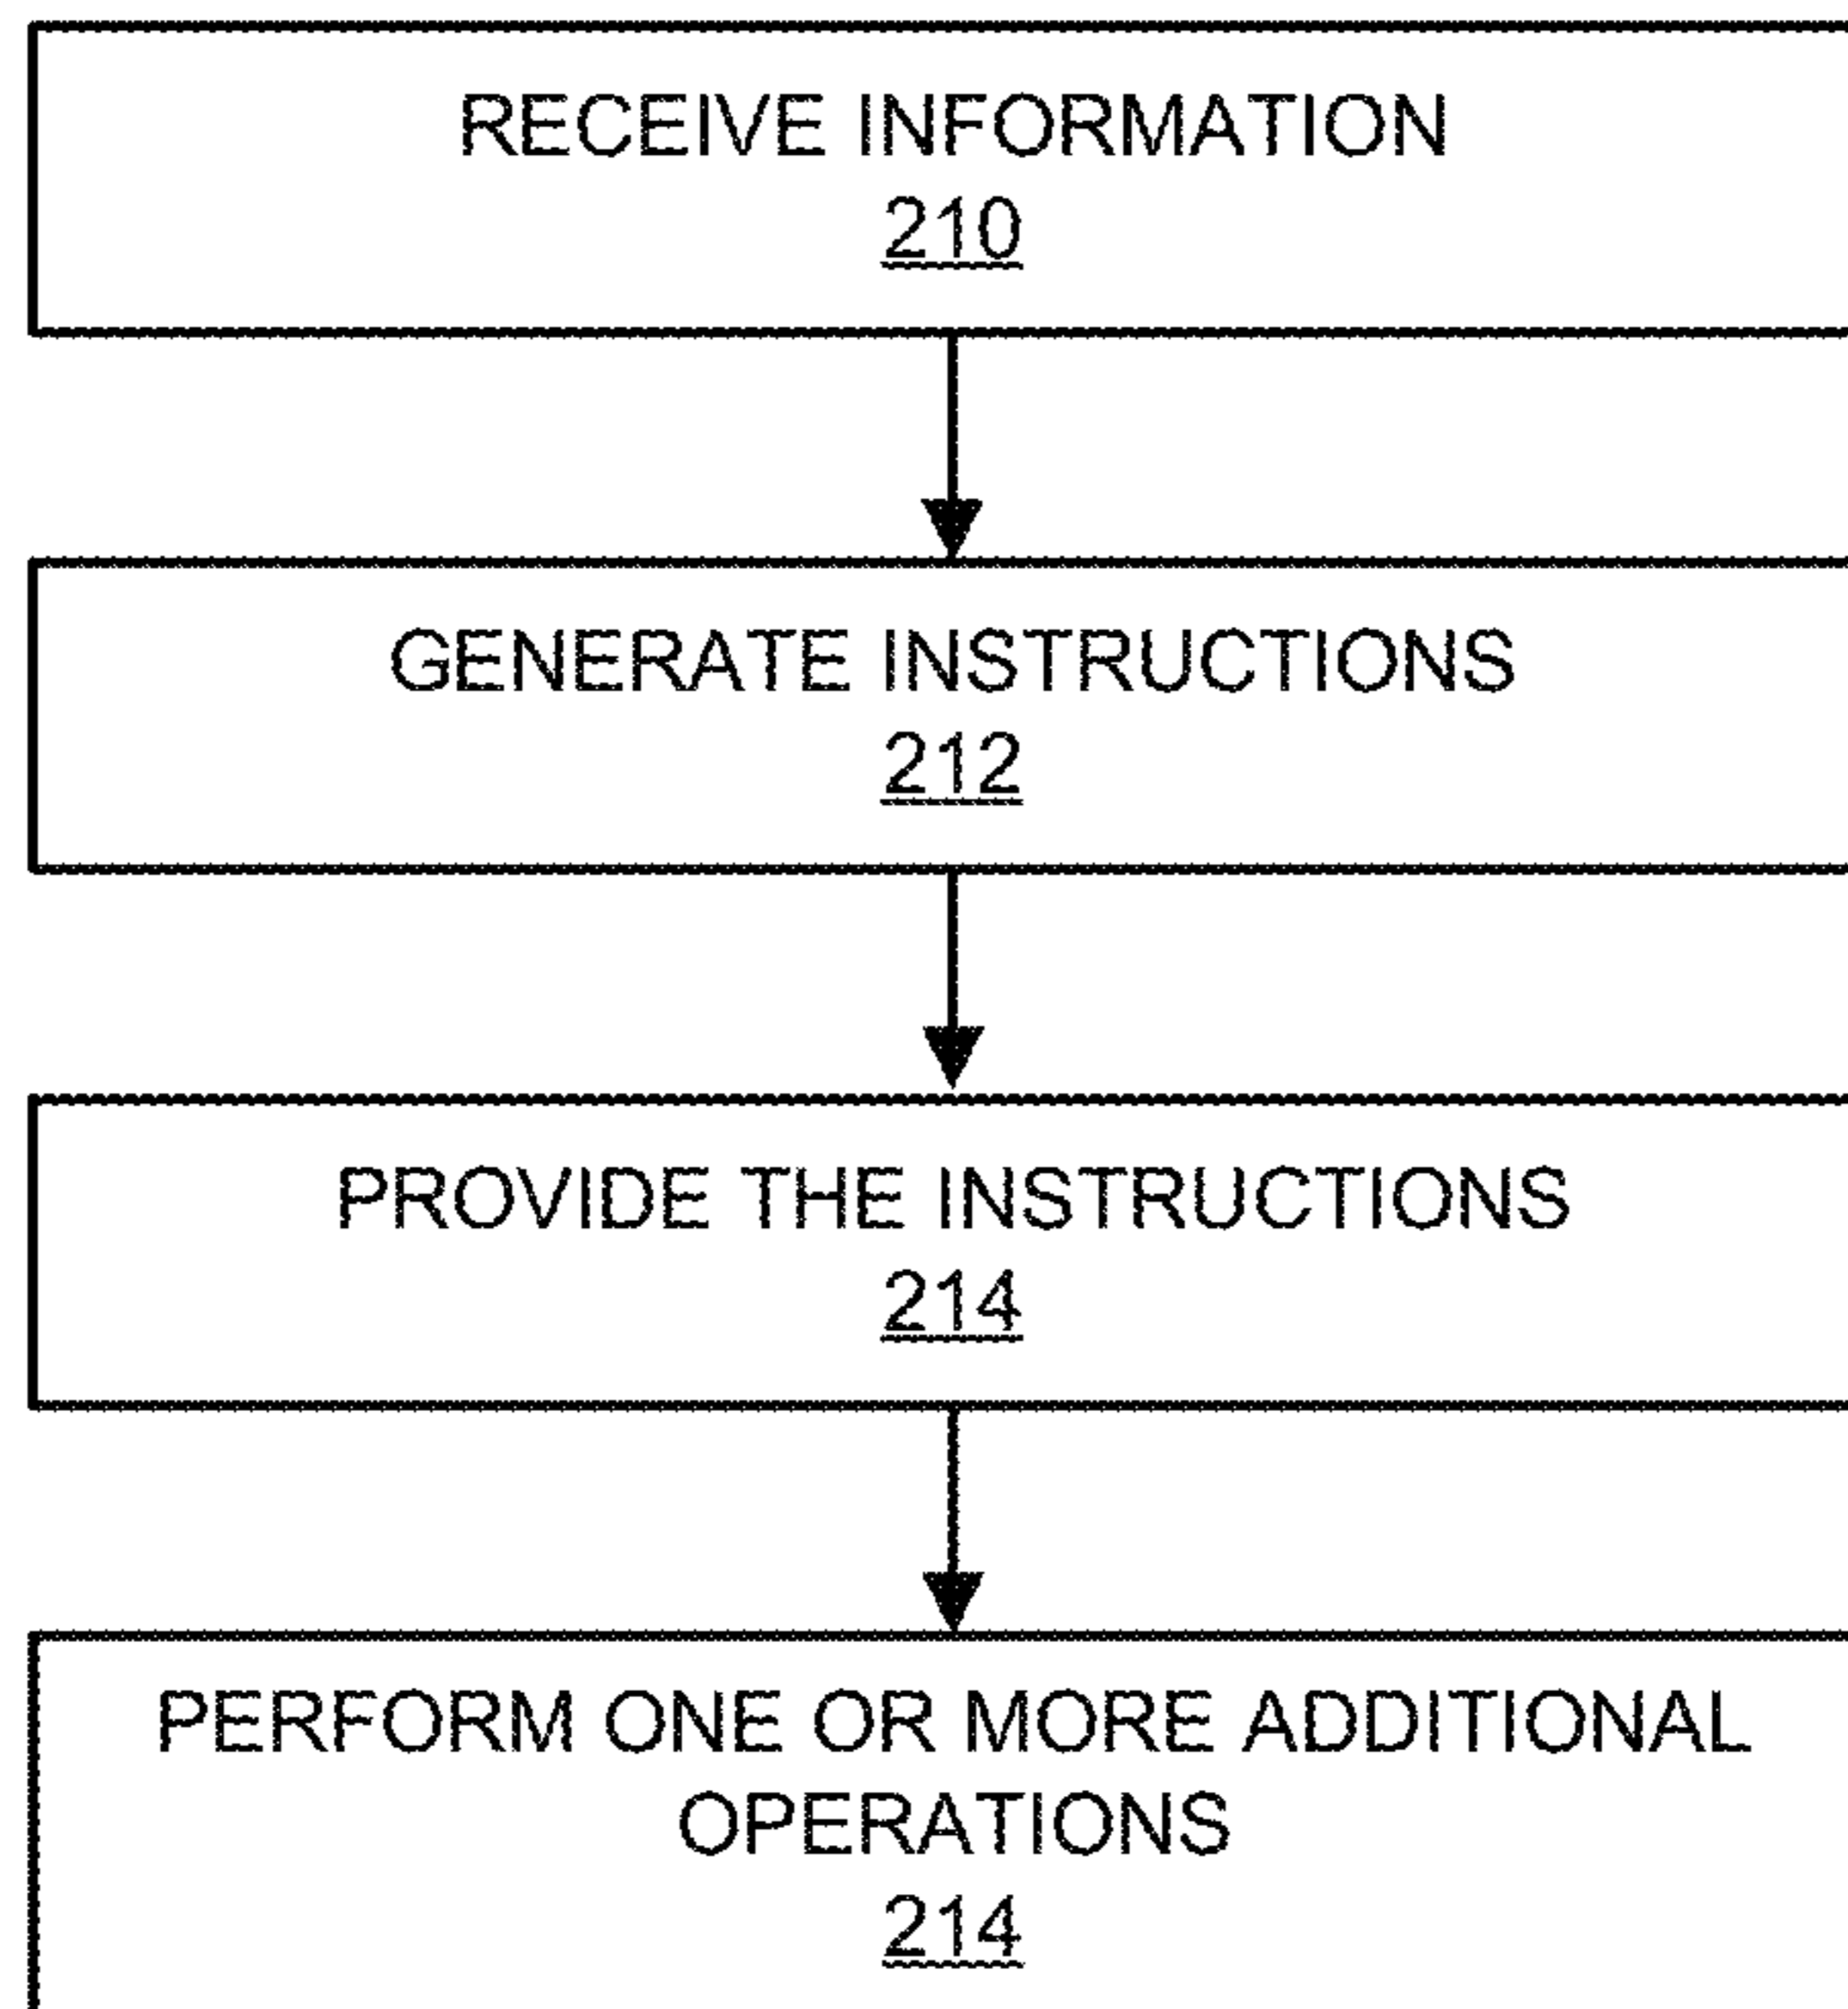 RECEIVE INFORMATION
210
GENERATE INSTRUCTIONS
212
PROVIDE THE INSTRUCTIONS
214
PERFORM ONE OR MORE ADDITIONAL
OPERATIONS
214